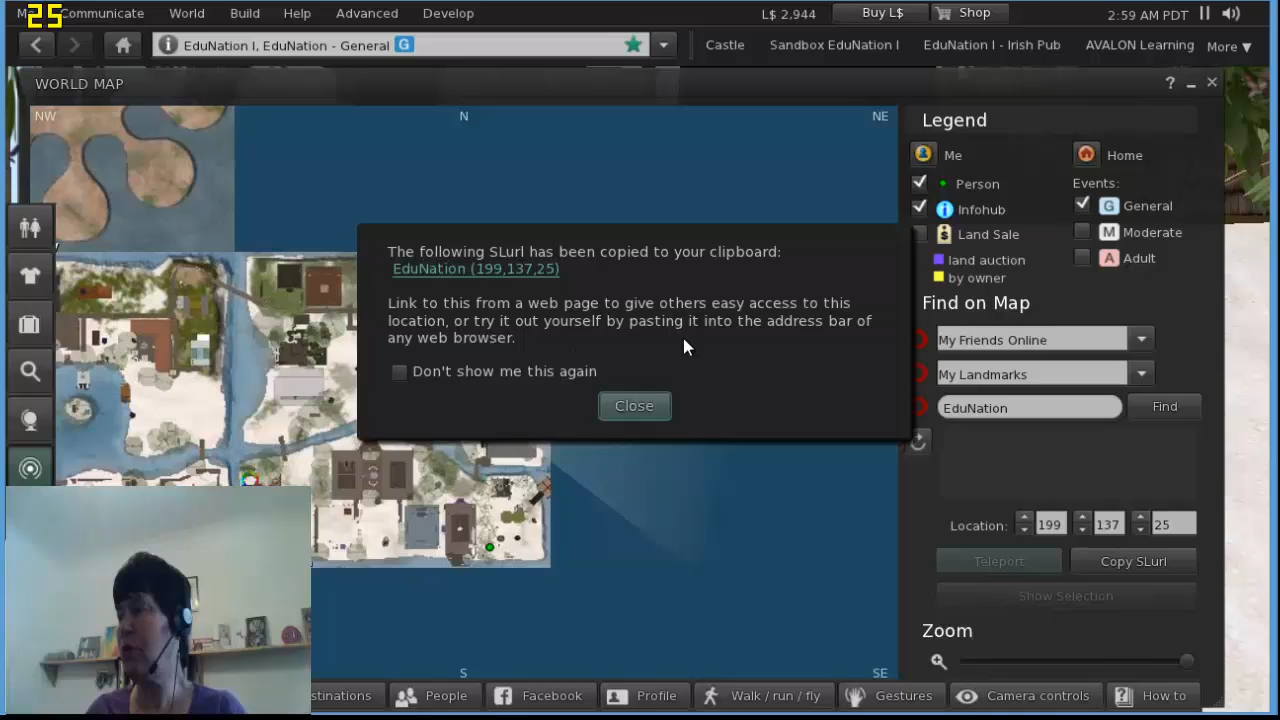 25
Communicate World Build Help Advanced Develop L$ 2,944 Buy L$ Shop 2:59 AM PDT
EduNation I, EduNation - General G Castle Sandbox EduNation I EduNation I - Irish Pub AVALON Learning More ▼
WORLD MAP ?
NW N NE
Legend
Me Home
Person Events:
Infohub G General
Land Sale M Moderate
land auction A Adult
by owner
The following SLurl has been copied to your clipboard:
EduNation (199,137,25)
Link to this from a web page to give others easy access to this
location, or try it out yourself by pasting it into the address bar of
any web browser.
Don't show me this again
Close
Find on Map
My Friends Online
My Landmarks
EduNation Find
Location: 199 137 25
Teleport Copy SLurl
Show Selection
Zoom
S SE
stinations People Facebook Profile Walk / run / fly Gestures Camera controls How to